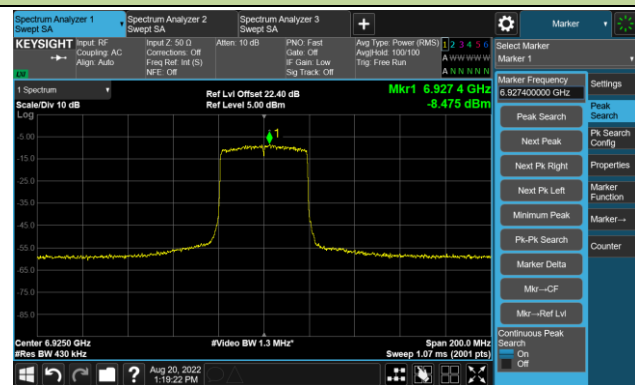 Spectrum Analyzer 1
Swept SA
Spectrum Analyzer 2
Swept SA
Spectrum Analyzer 3
Swept SA
+
Marker
KEYSIGHT
Input: RF
Coupling: AC
Align: Auto
Input Z: 50 Ω
Corrections: Off
Freq Ref: Int (S)
NFE: Off
Atten: 10 dB
PNO: Fast
Gate: Off
IF Gain: Low
Sig Track: Off
Avg Type: Power (RMS)
Avg|Hold: 100/100
Trig: Free Run
1 2 3 4 5 6
A W W W W W
A N N N N N
Select Marker
Marker 1
LXI
1 Spectrum
Scale/Div 10 dB
Log
Ref Lvl Offset 22.40 dB
Ref Level 5.00 dBm
Mkr1 6.927 4 GHz
-8.475 dBm
1
-5.00
-15.0
-25.0
-35.0
-45.0
-55.0
-65.0
-75.0
-85.0
Center 6.9250 GHz
#Res BW 430 kHz
#Video BW 1.3 MHz*
Span 200.0 MHz
Sweep 1.07 ms (2001 pts)
Marker Frequency
6.927400000 GHz
Peak Search
Next Peak
Next Pk Right
Next Pk Left
Minimum Peak
Pk-Pk Search
Marker Delta
Mkr→CF
Mkr→Ref Lvl
Continuous Peak
Search
On
Off
Settings
Peak
Search
Pk Search
Config
Properties
Marker
Function
Marker→
Counter
?
Aug 20, 2022
1:19:22 PM